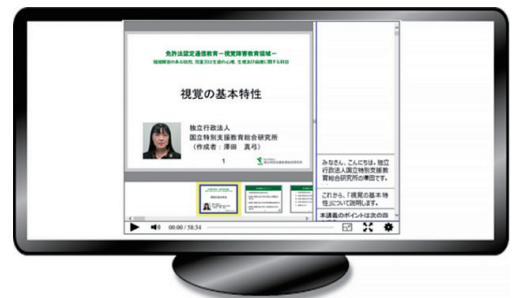 免許法認定通信教育－視覚障害教育領域－
視覚障害のある幼児、児童又は生徒の心理、生理及び病理に関する科目
視覚の基本特性
独立行政法人
国立特別支援教育総合研究所
（作成者：澤田　真弓）
1
みなさん、こんにちは。独立
行政法人国立特別支援教
育総合研究所の澤田です。
これから、「視覚の基本特
性」について説明します。
本講義のポイントは次の四
00:00 / 58:34